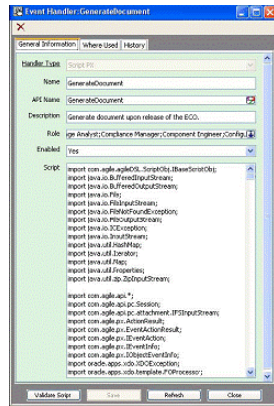 Event Handler:GenerateDocument
General Information Where Used History
Handler Type Script PX
Name GenerateDocument
API Name GenerateDocument
Description Generate document upon release of the ECO.
Role ge Analyst;Compliance Manager;Component Engineer;Config.
Enabled Yes
Script import com.agile.agileDSL.ScriptObj.IBaseScriptObj;
import java.io.BufferedInputStream;
import java.io.BufferedOutputStream;
import java.io.File;
import java.io.FileInputStream;
import java.io.FileNotFoundException;
import java.io.FileOutputStream;
import java.io.IOException;
import java.io.InputStream;
import java.util.HashMap;
import java.util.Iterator;
import java.util.Map;
import java.util.Properties;
import java.util.zip.ZipInputStream;
import com.agile.api.*;
import com.agile.api.pc.Session;
import com.agile.api.pc.attachment.IFSInputStream;
import com.agile.px.ActionResult;
import com.agile.px.EventActionResult;
import com.agile.px.IEventAction;
import com.agile.px.IEventInfo;
import com.agile.px.IObjectEventInfo;
import oracle.apps.xdo.XDOException;
import oracle.apps.xdo.template.FOProcessor;
Validate Script Save Refresh Close